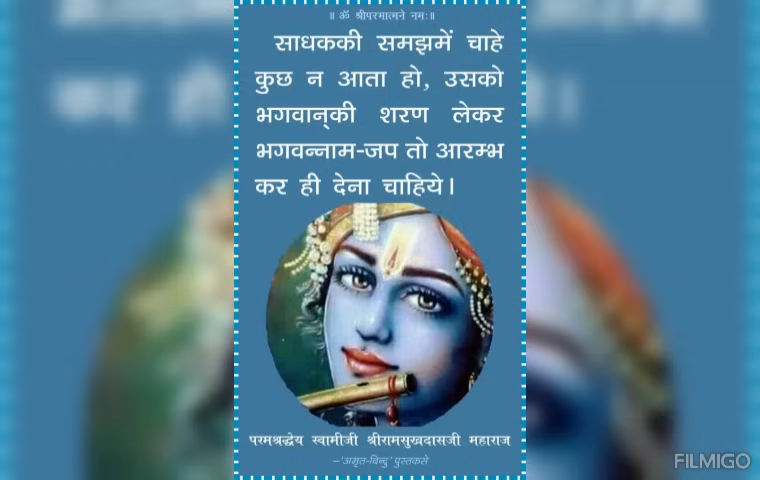 ॥ ॐ श्रीपरमात्मने नमः॥
साधककी समझमें चाहे
कुछ न आता हो, उसको
भगवान्‌की शरण लेकर
भगवन्नाम-जप तो आरम्भ
कर ही देना चाहिये।
परमश्रद्धेय स्वामीजी श्रीरामसुखदासजी महाराज
–'अमृत-बिन्दु' पुस्तकसे
FILMIGO